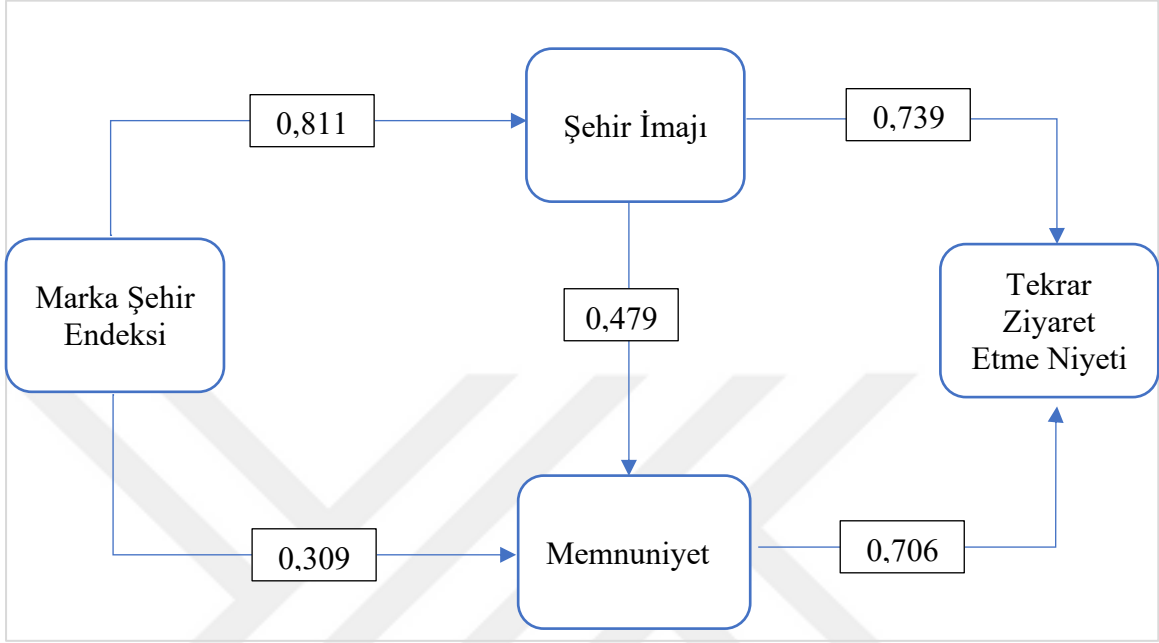 0,811
Şehir İmajı
0,739
Marka Şehir
Endeksi
0,479
Tekrar
Ziyaret
Etme Niyeti
0,309
Memnuniyet
0,706